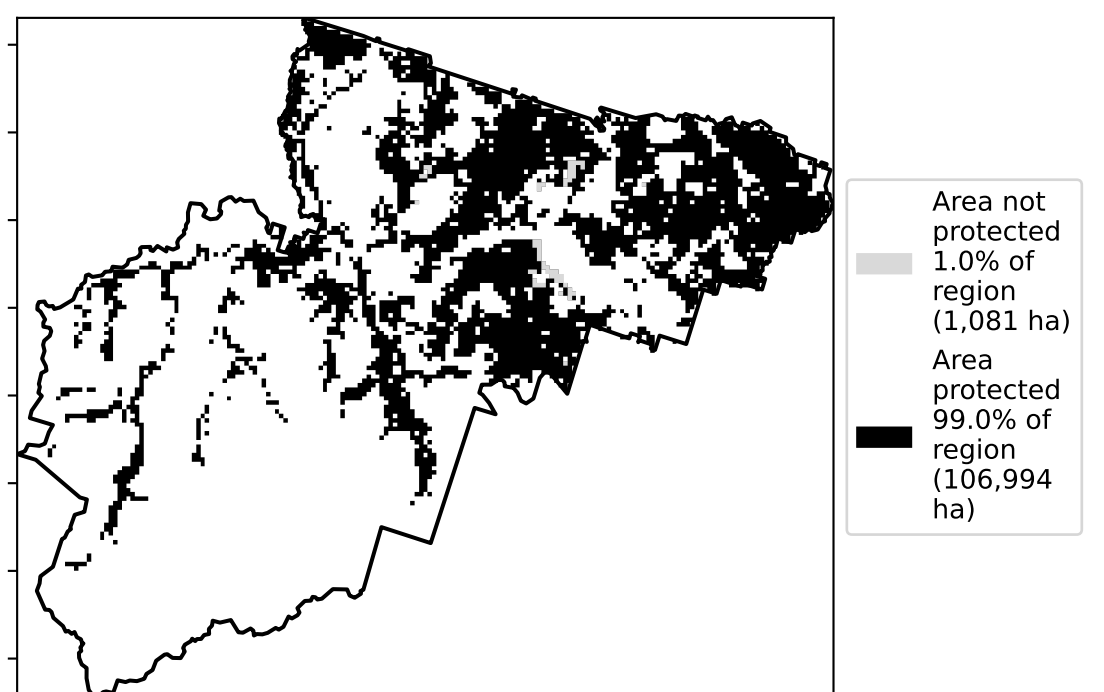 Area not
protected
1.0% of
region
(1,081 ha)
Area
protected
99.0% of
region
(106,994
ha)